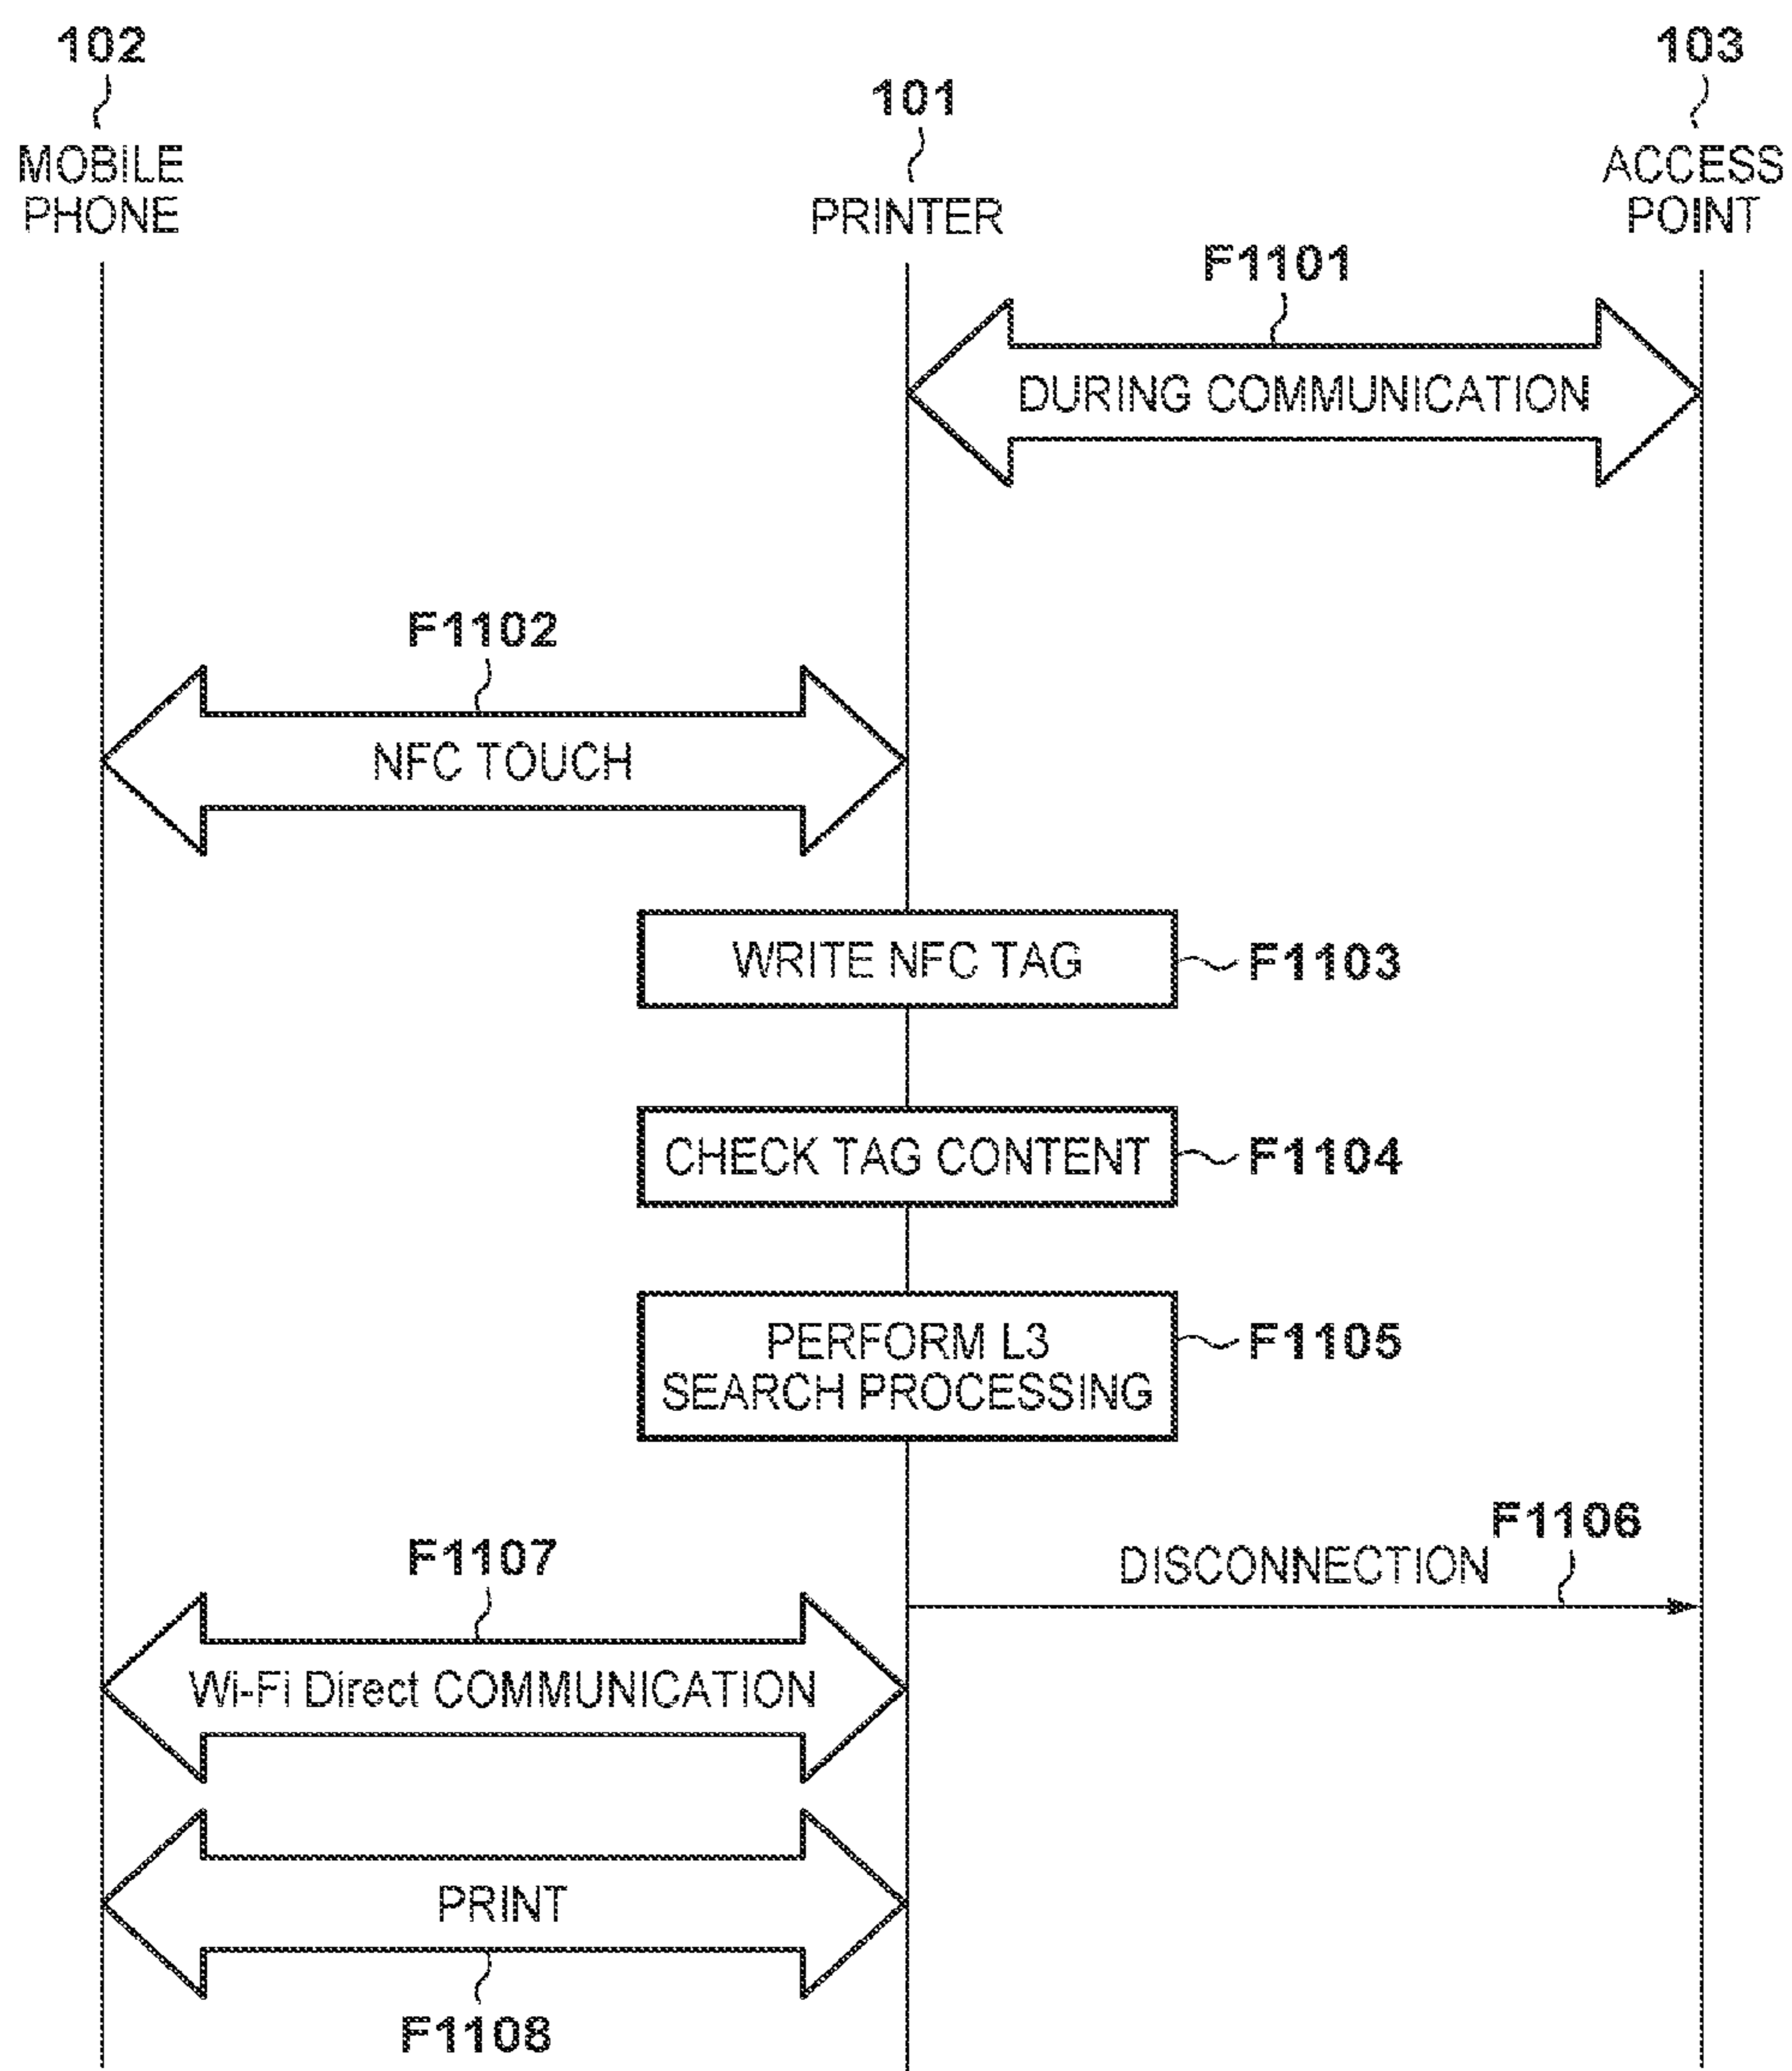 102
103
101
MOBILE
PHONE
PRINTER
ACCESS
POINT
F1101
DURING COMMUNICATION
F1102
NFC TOUCH
WRITE NFC TAG
F1103
CHECK TAG CONTENT
F1104
PERFORM L3
SEARCH PROCESSING
F1105
F1106
DISCONNECTION
F1107
Wi-Fi Direct COMMUNICATION
PRINT
F1108